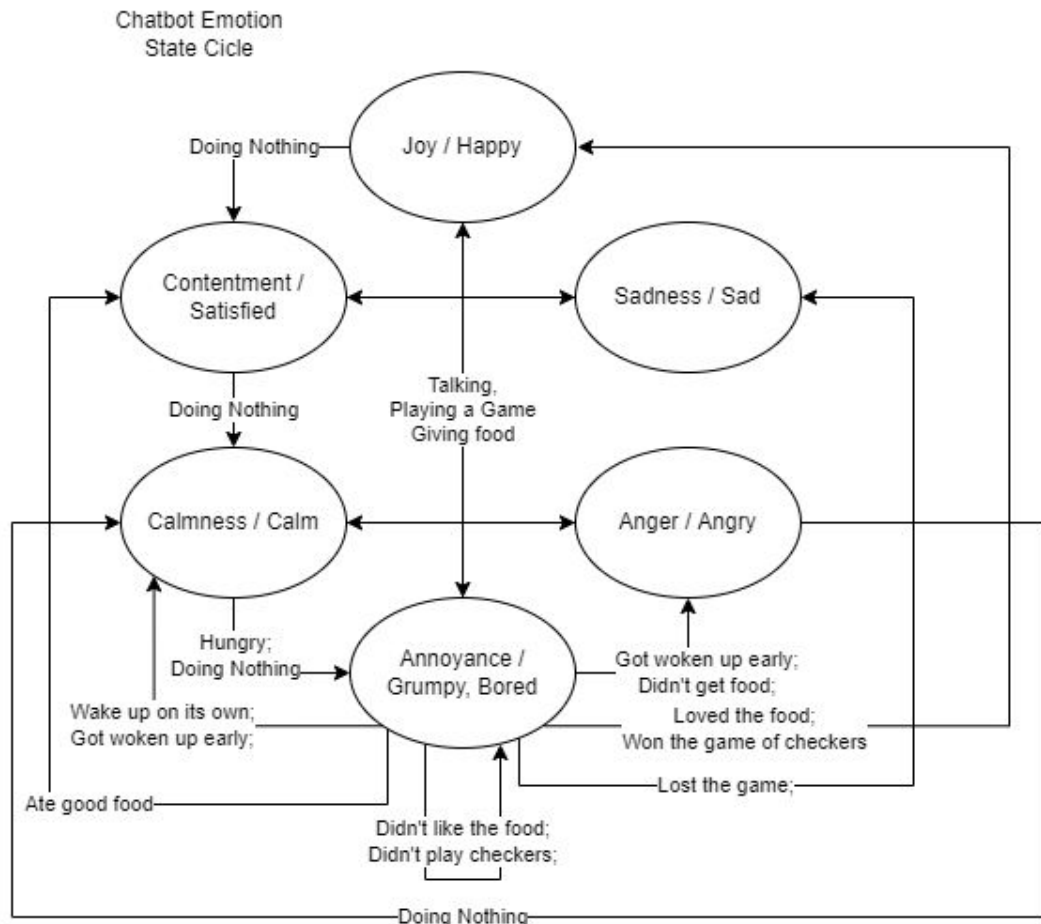 Chatbot Emotion
State Cicle
Joy / Happy
Doing Nothing
Contentment /
Satisfied
Sadness / Sad
Talking,
Playing a Game
Giving food
Doing Nothing
Calmness / Calm
Anger / Angry
Hungry;
Doing Nothing
Annoyance /
Grumpy, Bored
Got woken up early;
Didn't get food;
Wake up on its own;
Got woken up early;
Loved the food;
Won the game of checkers
Lost the game;
Ate good food
Didn't like the food;
Didn't play checkers;
Doing Nothing